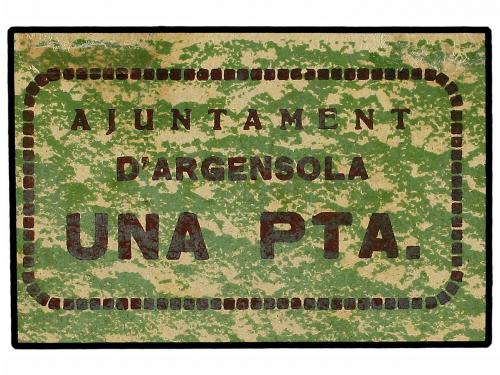 AJUNTAMENT
D'ARGENSOLA
UNA PTA.